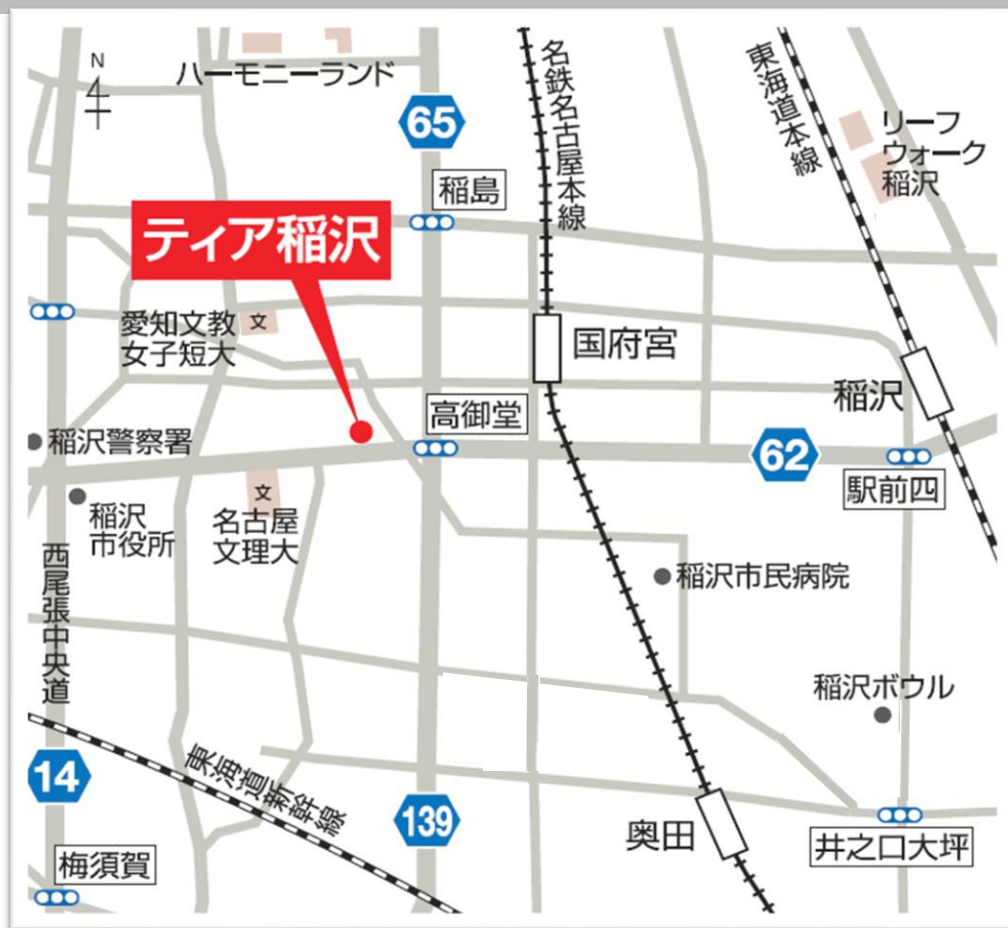 N
ハーモニーランド
65
名鉄名古屋本線
東海道本線
リーフ
ウォーク
稲沢
稲島
ティア稲沢
愛知文教
女子短大
文
国府宮
稲沢
高御堂
稲沢警察署
62
駅前四
文
稲沢
市役所
名古屋
文理大
西尾張中央道
稲沢市民病院
稲沢ボウル
14
東海道新幹線
139
奥田
井之口大坪
梅須賀